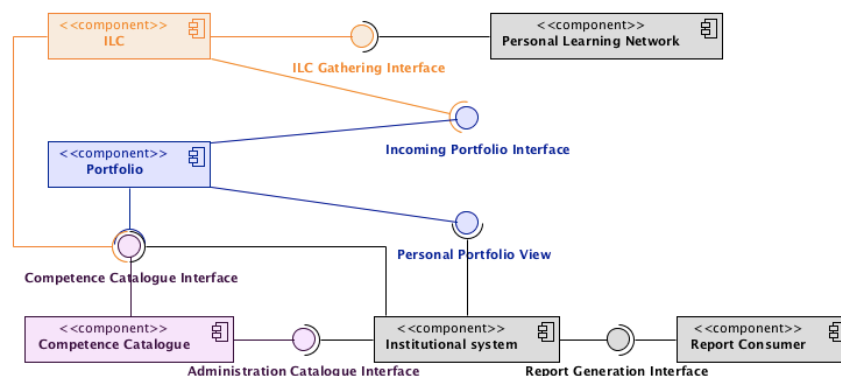 <<component>>
ILC
<<component>>
Personal Learning Network
ILC Gathering Interface
Incoming Portfolio Interface
<<component>>
Portfolio
Personal Portfolio View
Competence Catalogue Interface
<<component>>
Competence Catalogue
<<component>>
Institutional system
<<component>>
Report Consumer
Administration Catalogue Interface
Report Generation Interface